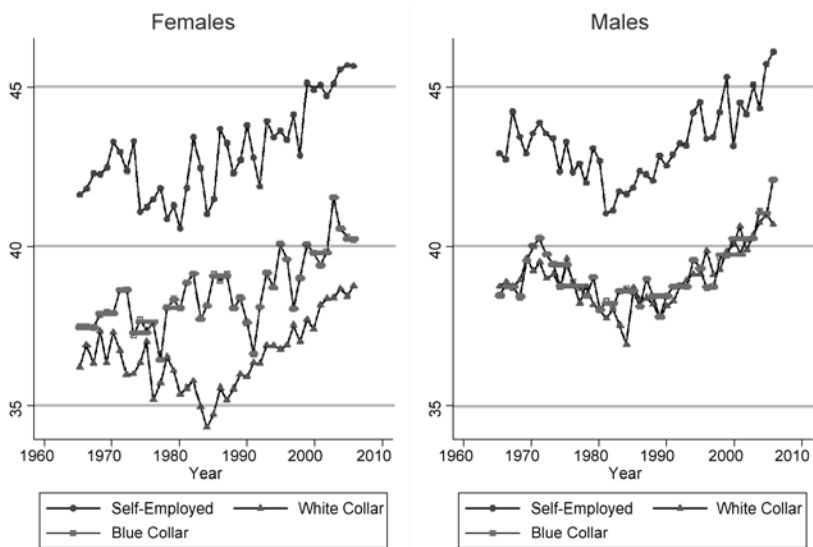 Females
45
40
35
1960 1970 1980 1990 2000 2010
Year
Self-Employed White Collar
Blue Collar
Males
45
40
35
1960 1970 1980 1990 2000 2010
Year
Self-Employed White Collar
Blue Collar